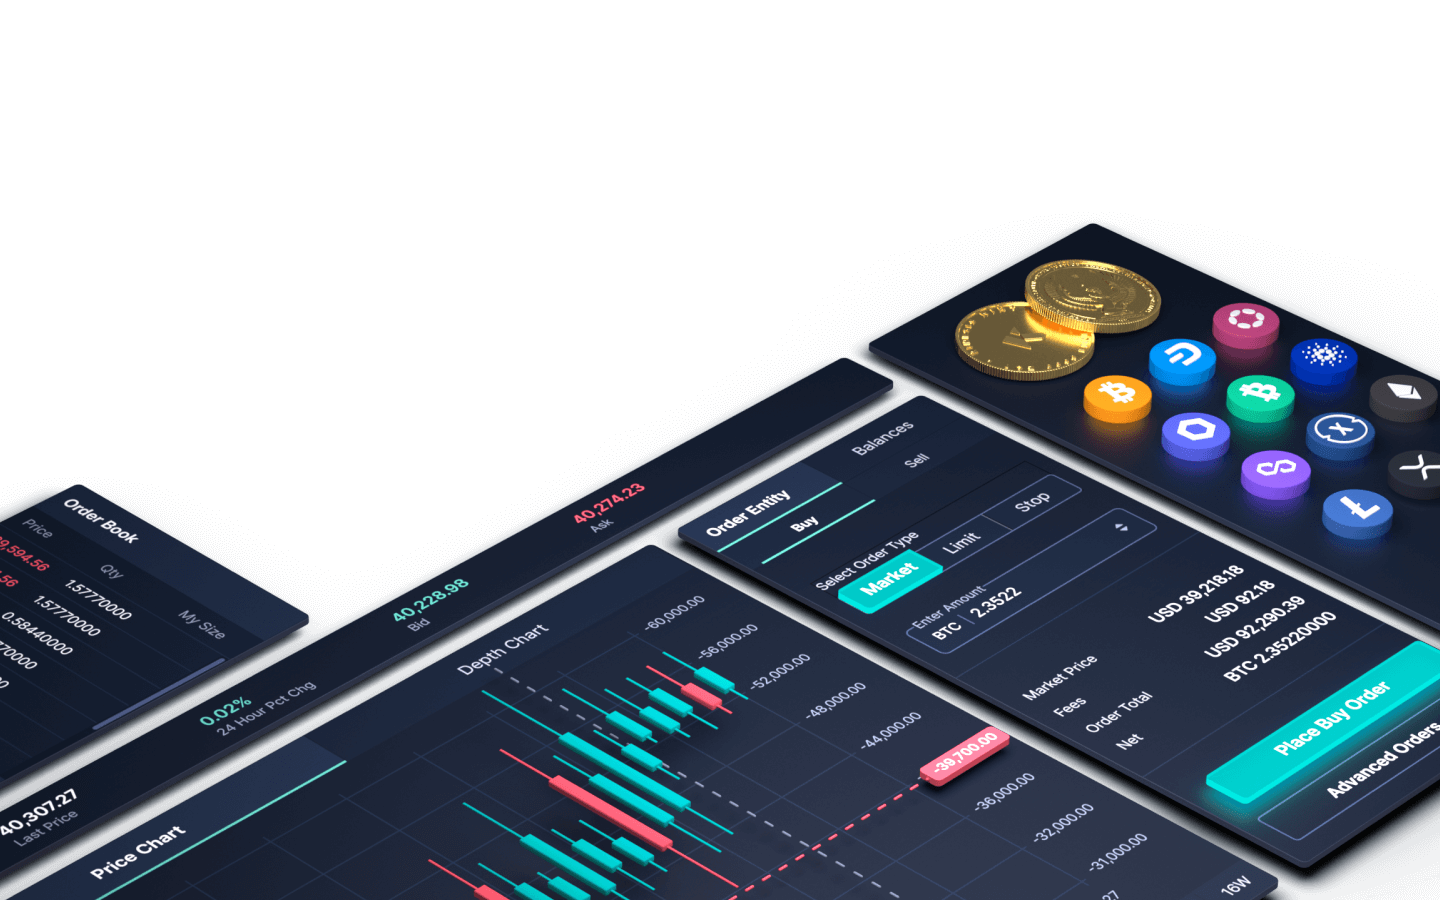 Order Book
Price
Qty
My Size
9,594.56
.56
1.57770000
1.57770000
0.58440000
70000
00
40,307.27
Last Price
0.02%
24 Hour Pct Chg
40,228.98
Bid
40,274.23
Ask
Price Chart
Depth Chart
-60,000.00
-56,000.00
-52,000.00
-48,000.00
-44,000.00
-39,700.00
-36,000.00
-32,000.00
-31,000.00
27
16W
Order Entity
Balances
Buy
Sell
Select Order Type
Market
Limit
Stop
Enter Amount
BTC
2.3522
Market Price
USD 39,218.18
Fees
USD 92.18
Order Total
USD 92,290.39
Net
BTC 2.35220000
Place Buy Order
Advanced Orders